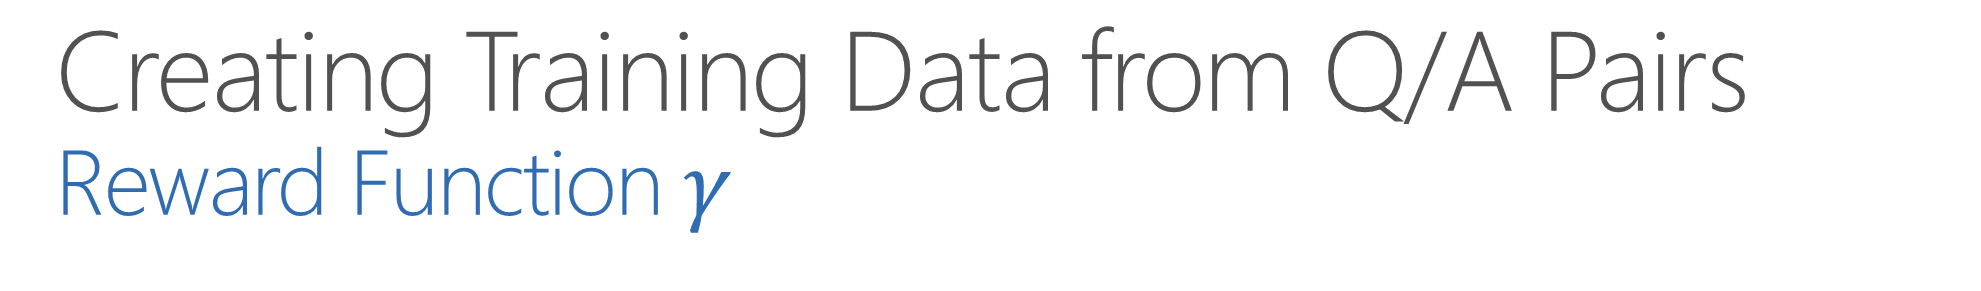 Creating Training Data from Q/A Pairs
Reward Function γ